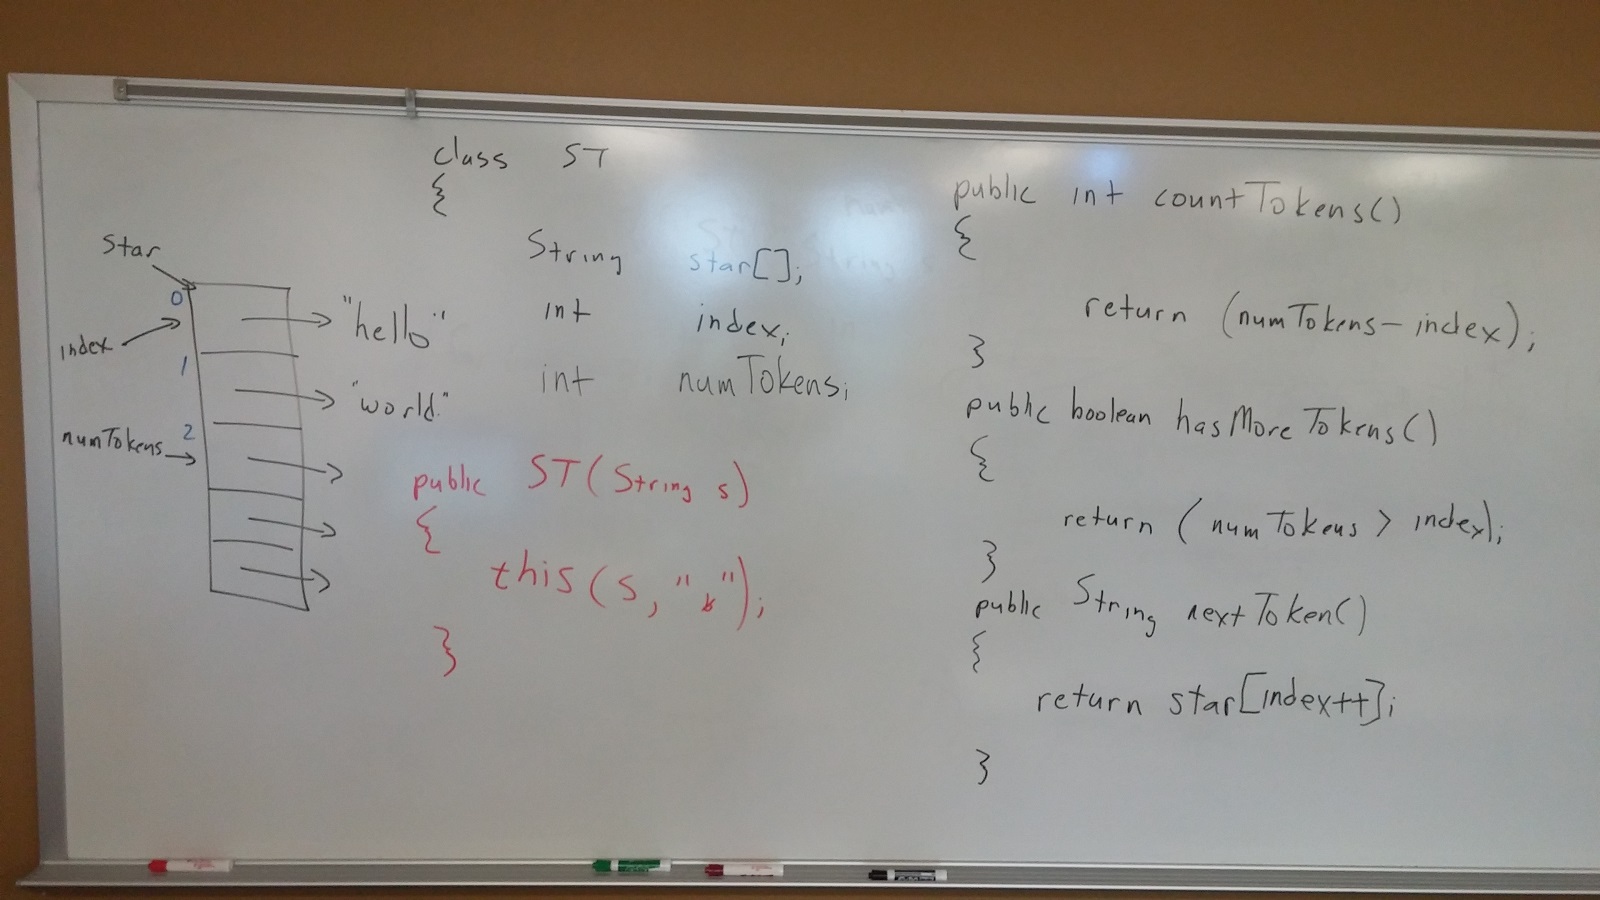 class ST
{
String star[];
int index;
int numTokens;
public ST(String s)
{
this(s, "ƀ");
}
star
0
index
1
numTokens
2
"hello"
"world"
public int countTokens()
{
return (numTokens-index);
}
public boolean hasMoreTokens()
{
return (numTokens > index);
}
public String nextToken()
{
return star[index++];
}